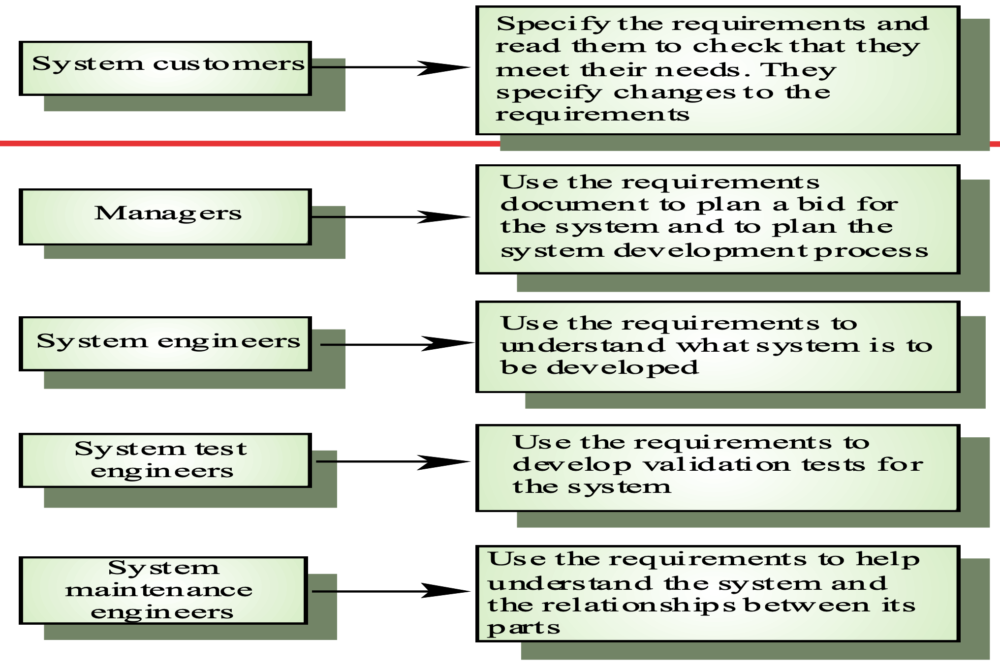 System customers
Specify the requirements and
read them to check that they
meet their needs. They
specify changes to the
requirements
Managers
Use the requirements
document to plan a bid for
the system and to plan the
system development process
System engineers
Use the requirements to
understand what system is to
be developed
System test
engineers
Use the requirements to
develop validation tests for
the system
System
maintenance
engineers
Use the requirements to help
understand the system and
the relationships between its
parts